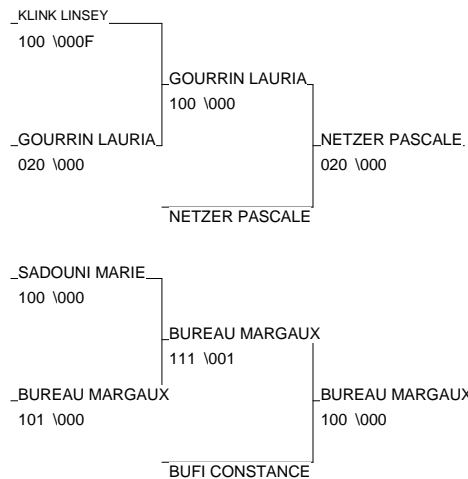 KLINK LINSEY
100 \000F
GOURRIN LAURIA
100 \000
GOURRIN LAURIA
020 \000
NETZER PASCALE
020 \000
NETZER PASCALE
SADOUNI MARIE
100 \000
BUREAU MARGAUX
111 \001
BUREAU MARGAUX
101 \000
BUREAU MARGAUX
100 \000
BUFI CONSTANCE